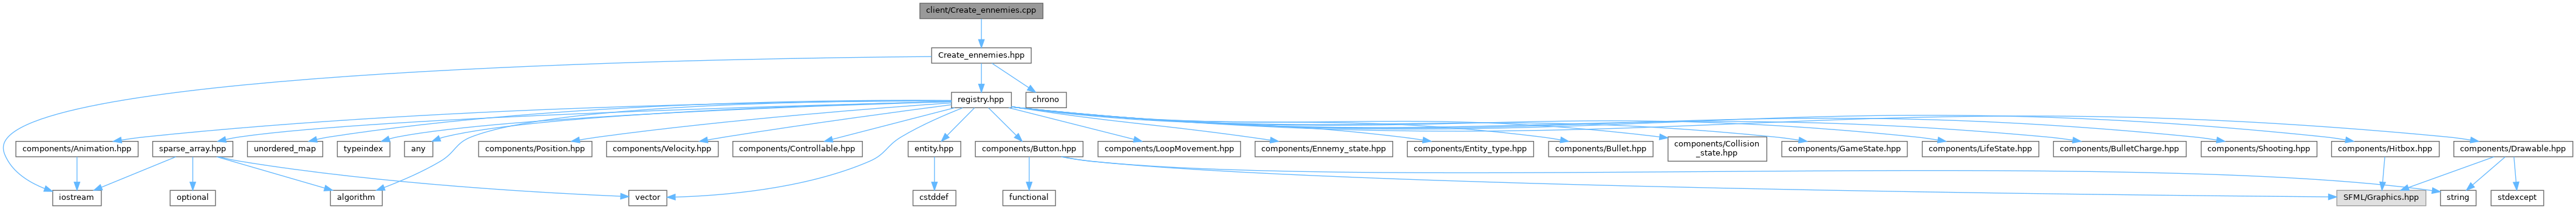 client/Create_ennemies.cpp
Create_ennemies.hpp
registry.hpp
chrono
components/Animation.hpp
sparse_array.hpp
unordered_map
typeindex
any
components/Position.hpp
components/Velocity.hpp
components/Controllable.hpp
entity.hpp
components/Button.hpp
components/LoopMovement.hpp
components/Ennemy_state.hpp
components/Entity_type.hpp
components/Bullet.hpp
components/Collision
_state.hpp
components/GameState.hpp
components/LifeState.hpp
components/BulletCharge.hpp
components/Shooting.hpp
components/Hitbox.hpp
components/Drawable.hpp
iostream
optional
algorithm
vector
cstddef
functional
SFML/Graphics.hpp
string
stdexcept